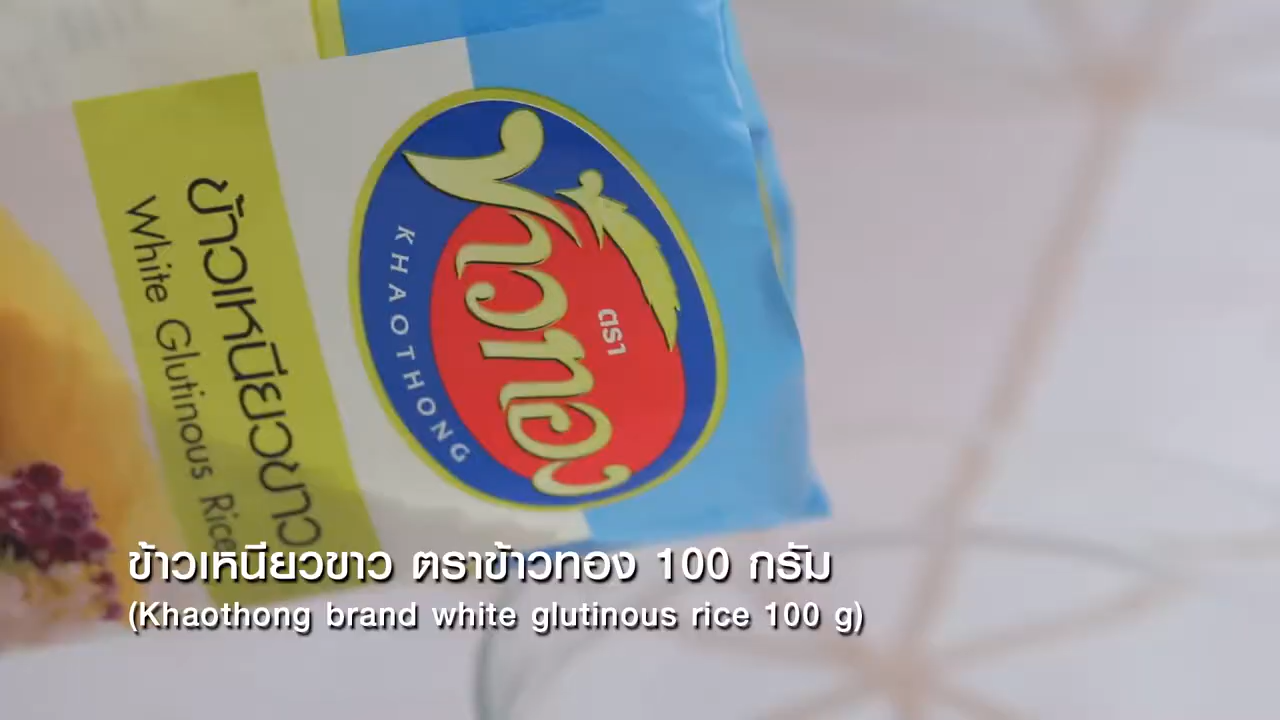 ตรา
ข้าวทอง
KHAOTHONG
ข้าวเหนียวขาว
White Glutinous Rice
ข้าวเหนียวขาว ตราข้าวทอง 100 กรัม
(Khaothong brand white glutinous rice 100 g)